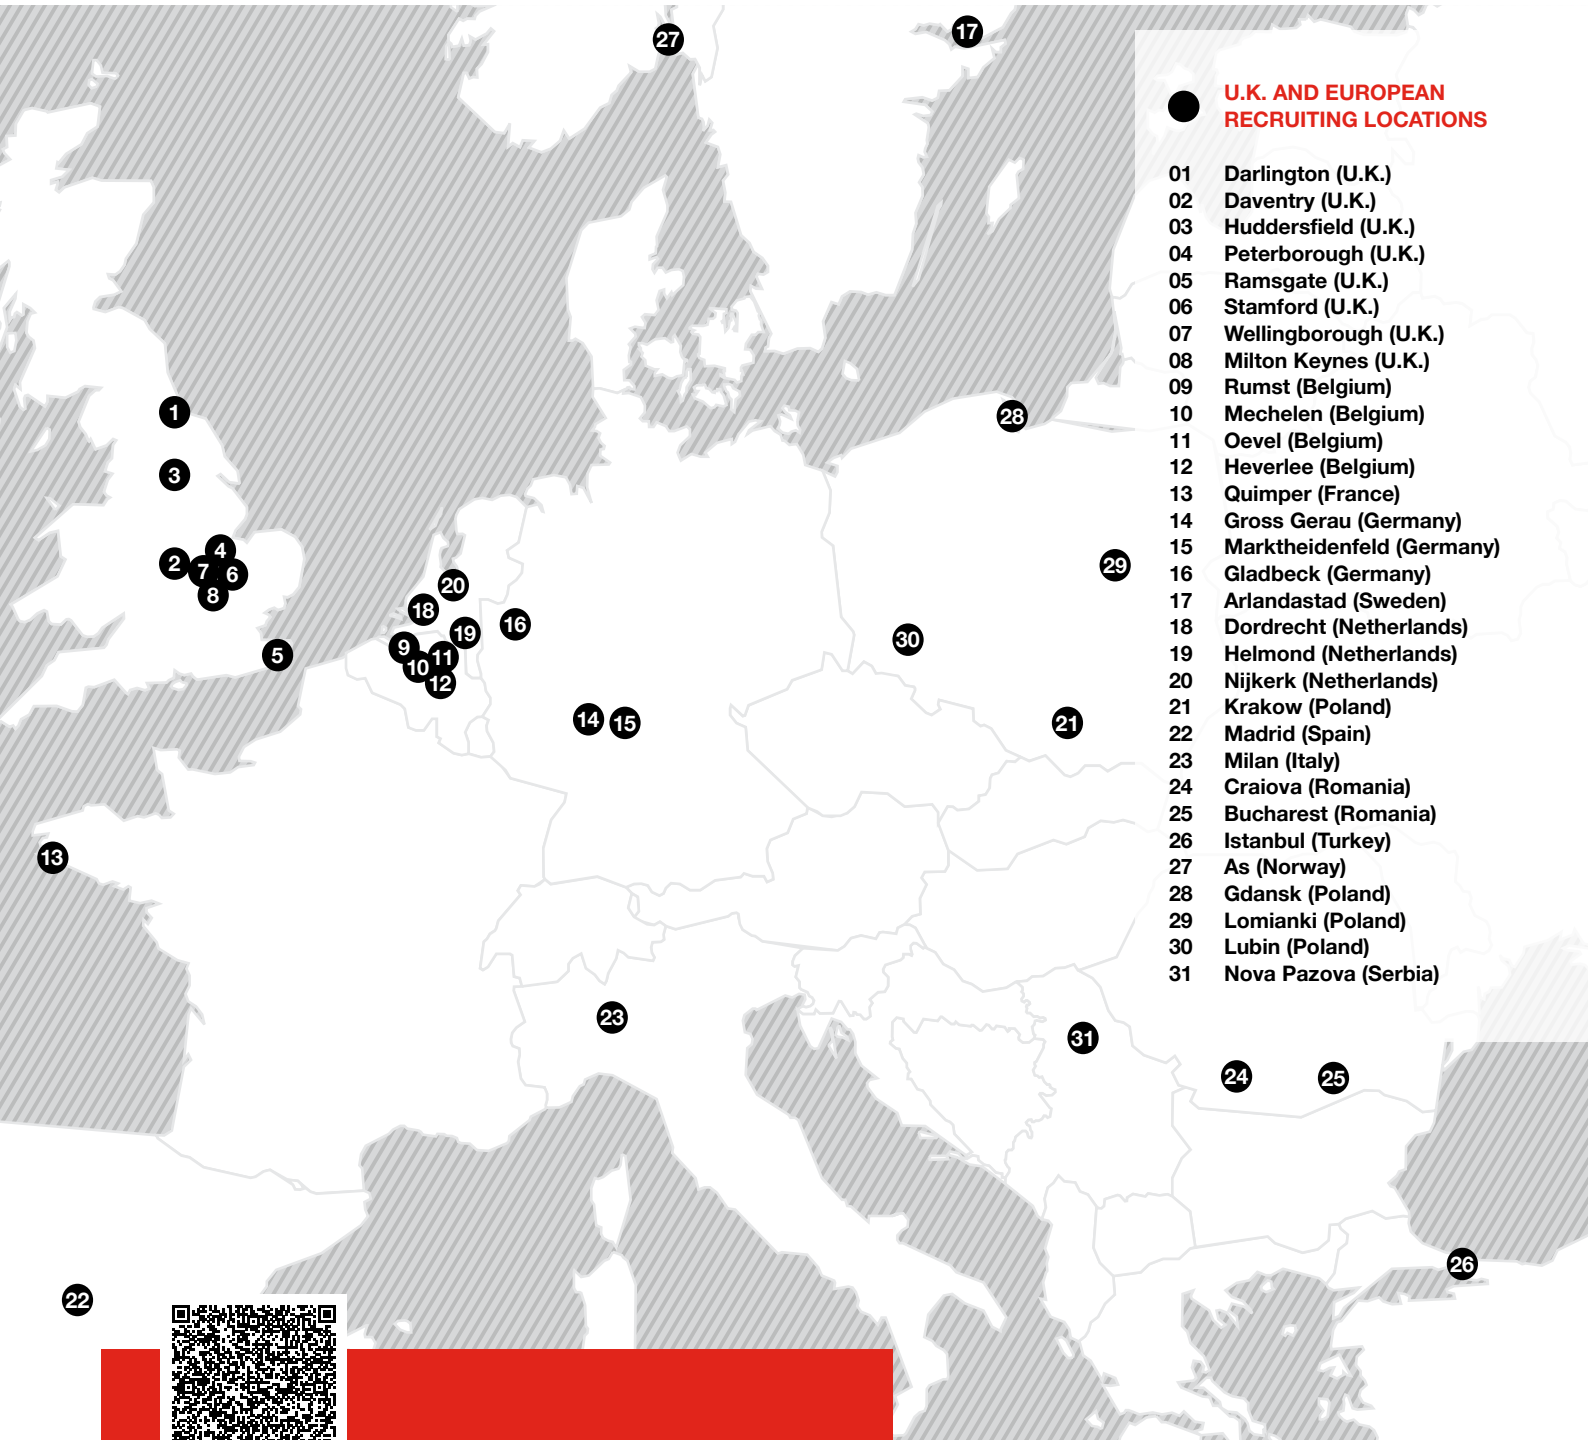 27
17
U.K. AND EUROPEAN
RECRUITING LOCATIONS
01 Darlington (U.K.)
02 Daventry (U.K.)
03 Huddersfield (U.K.)
04 Peterborough (U.K.)
05 Ramsgate (U.K.)
06 Stamford (U.K.)
07 Wellingborough (U.K.)
08 Milton Keynes (U.K.)
09 Rumst (Belgium)
10 Mechelen (Belgium)
11 Oevel (Belgium)
12 Heverlee (Belgium)
13 Quimper (France)
14 Gross Gerau (Germany)
15 Marktheidenfeld (Germany)
16 Gladbeck (Germany)
17 Arlandastad (Sweden)
18 Dordrecht (Netherlands)
19 Helmond (Netherlands)
20 Nijkerk (Netherlands)
21 Krakow (Poland)
22 Madrid (Spain)
23 Milan (Italy)
24 Craiova (Romania)
25 Bucharest (Romania)
26 Istanbul (Turkey)
27 As (Norway)
28 Gdansk (Poland)
29 Lomianki (Poland)
30 Lubin (Poland)
31 Nova Pazova (Serbia)
1
28
3
4
2
7
6
8
29
20
18
16
19
30
9
5
11
10
12
14
15
21
13
23
31
24
25
26
22